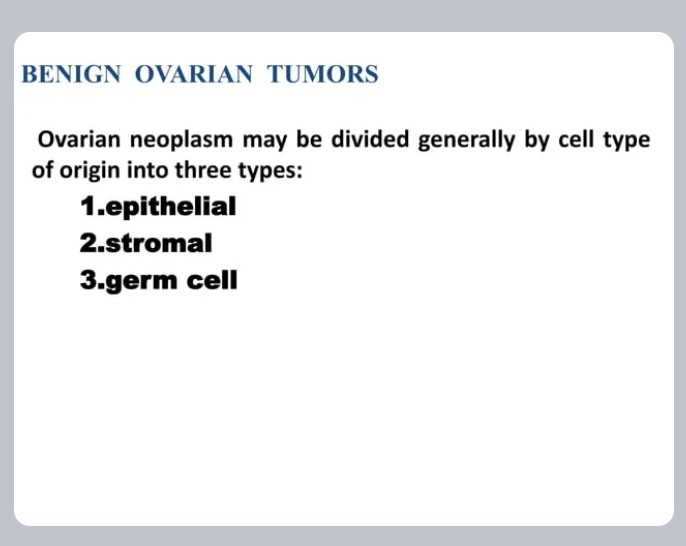 BENIGN OVARIAN TUMORS
Ovarian neoplasm may be divided generally by cell type
of origin into three types:
1.epithelial
2.stromal
3.germ cell